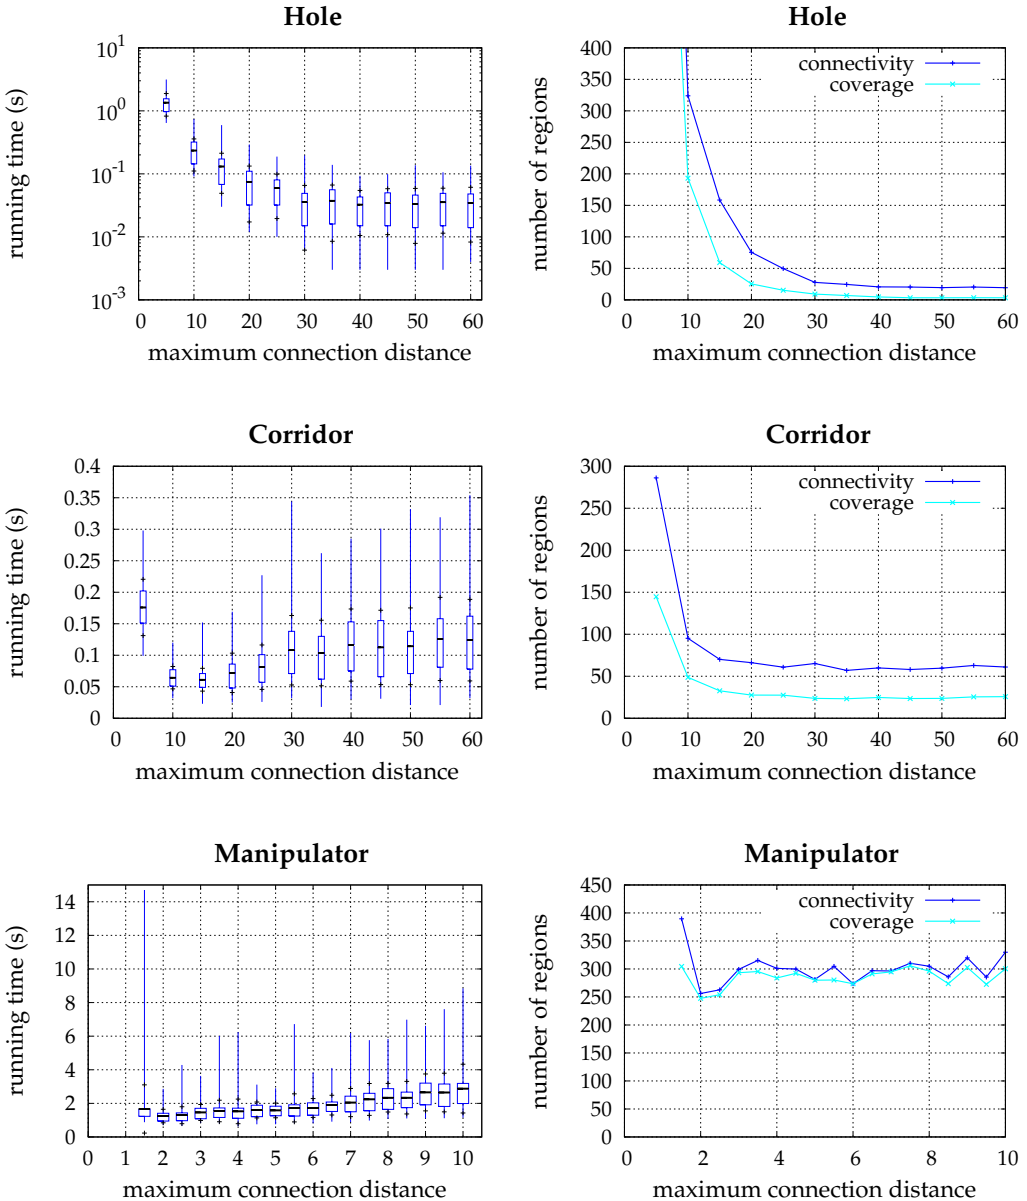 Hole
running time (s)
10^1
10^0
10^-1
10^-2
10^-3
0 10 20 30 40 50 60
maximum connection distance
Hole
number of regions
400
350
300
250
200
150
100
50
0
connectivity
coverage
0 10 20 30 40 50 60
maximum connection distance
Corridor
running time (s)
0.4
0.35
0.3
0.25
0.2
0.15
0.1
0.05
0
0 10 20 30 40 50 60
maximum connection distance
Corridor
number of regions
300
250
200
150
100
50
0
connectivity
coverage
0 10 20 30 40 50 60
maximum connection distance
Manipulator
running time (s)
14
12
10
8
6
4
2
0
0 1 2 3 4 5 6 7 8 9 10
maximum connection distance
Manipulator
number of regions
450
400
350
300
250
200
150
100
50
0
connectivity
coverage
0 2 4 6 8 10
maximum connection distance